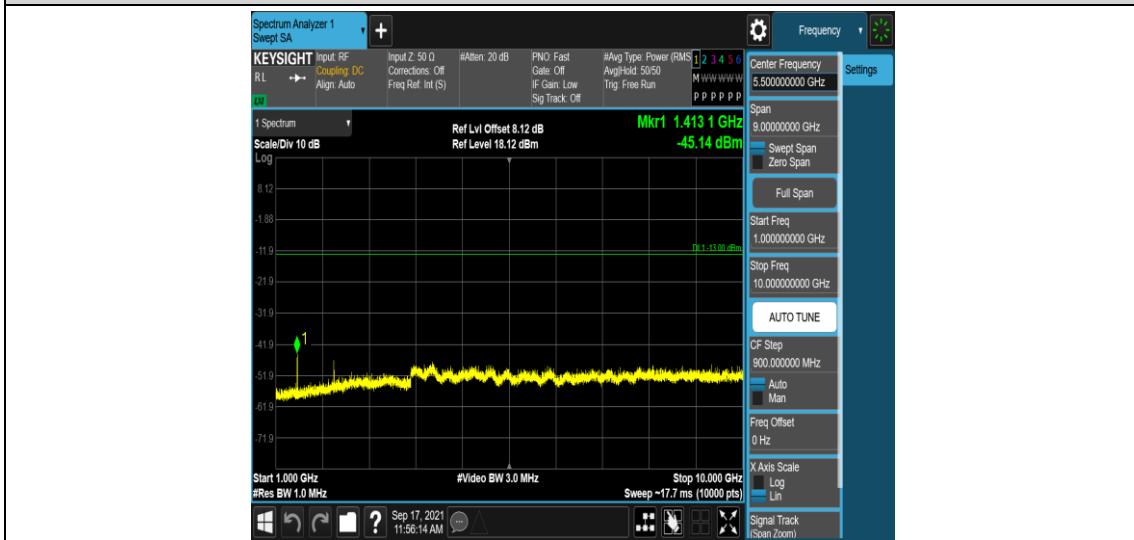 Spectrum Analyzer 1
Swept SA
+
Frequency
KEYSIGHT
RL
LXI
Input: RF
Coupling: DC
Align: Auto
Input Z: 50 Ω
Corrections: Off
Freq Ref: Int (S)
#Atten: 20 dB
PNO: Fast
Gate: Off
IF Gain: Low
Sig Track: Off
#Avg Type: Power (RMS
Avg|Hold: 50/50
Trig: Free Run
1 2 3 4 5 6
M W W W W W
P P P P P P
1 Spectrum
Scale/Div 10 dB
Ref Lvl Offset 8.12 dB
Ref Level 18.12 dBm
Mkr1 1.413 1 GHz
-45.14 dBm
Log
8.12
-1.88
-11.9
-21.9
-31.9
-41.9
-51.9
-61.9
-71.9
DL1 -13.00 dBm
1
Start 1.000 GHz
#Res BW 1.0 MHz
#Video BW 3.0 MHz
Stop 10.000 GHz
Sweep ~17.7 ms (10000 pts)
Center Frequency
5.500000000 GHz
Settings
Span
9.00000000 GHz
Swept Span
Zero Span
Full Span
Start Freq
1.000000000 GHz
Stop Freq
10.000000000 GHz
AUTO TUNE
CF Step
900.000000 MHz
Auto
Man
Freq Offset
0 Hz
X Axis Scale
Log
Lin
Signal Track
(Span Zoom)
?
Sep 17, 2021
11:56:14 AM